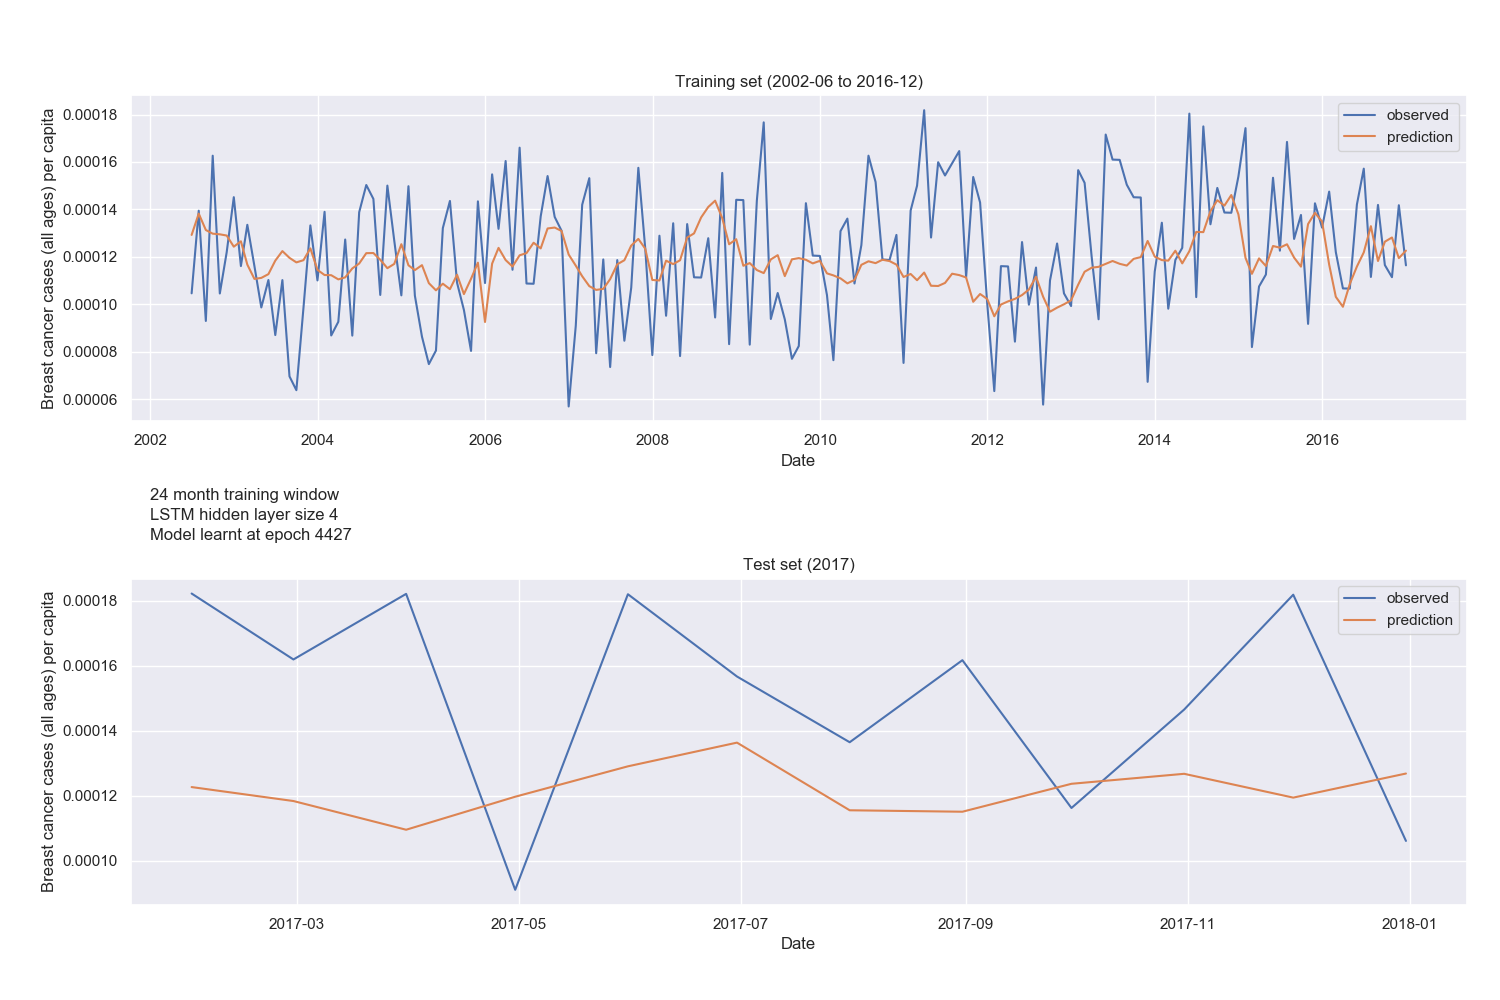 Training set (2002-06 to 2016-12)
Breast cancer cases (all ages) per capita
0.00018
0.00016
0.00014
0.00012
0.00010
0.00008
0.00006
observed
prediction
2002 2004 2006 2008 2010 2012 2014 2016
Date
24 month training window
LSTM hidden layer size 4
Model learnt at epoch 4427
Test set (2017)
Breast cancer cases (all ages) per capita
0.00018
0.00016
0.00014
0.00012
0.00010
observed
prediction
2017-03 2017-05 2017-07 2017-09 2017-11 2018-01
Date